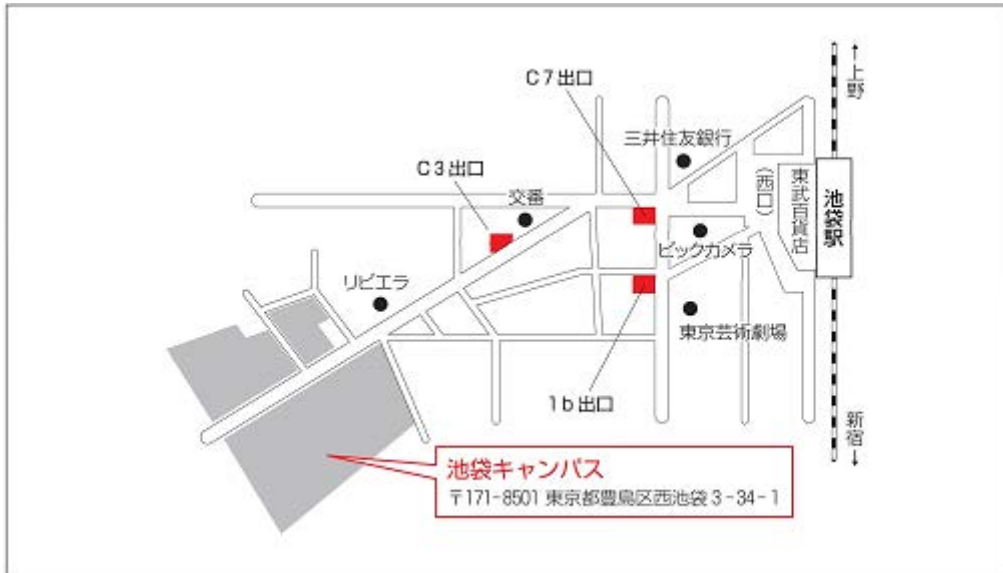 ↑上野
C7出口
三井住友銀行
C3出口
交番
(西口)
東武百貨店
池袋駅
ビックカメラ
リビエラ
東京芸術劇場
1b出口
新宿↓
池袋キャンパス
〒171-8501 東京都豊島区西池袋3-34-1